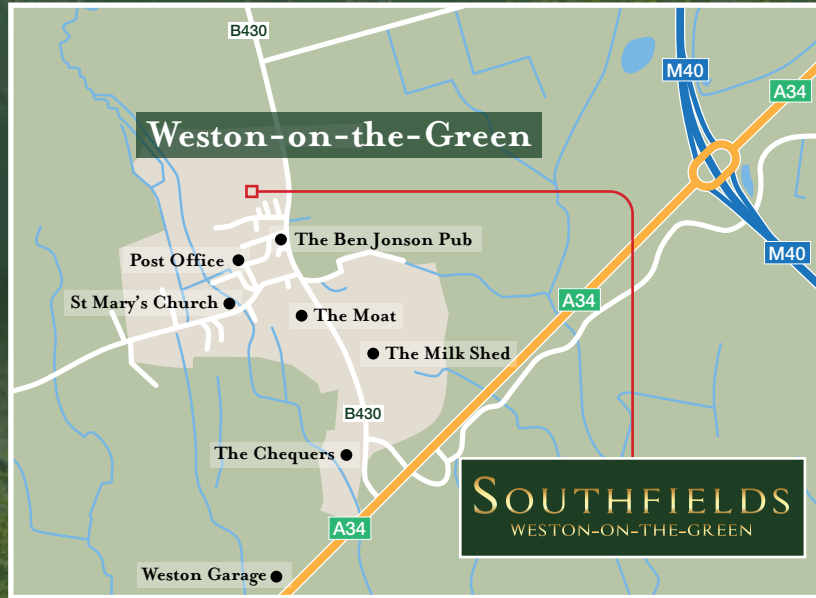 B430
M40
A34
Weston-on-the-Green
The Ben Jonson Pub
Post Office
M40
A34
St Mary's Church
The Moat
The Milk Shed
B430
The Chequers
SOUTHFIELDS
WESTON-ON-THE-GREEN
A34
Weston Garage